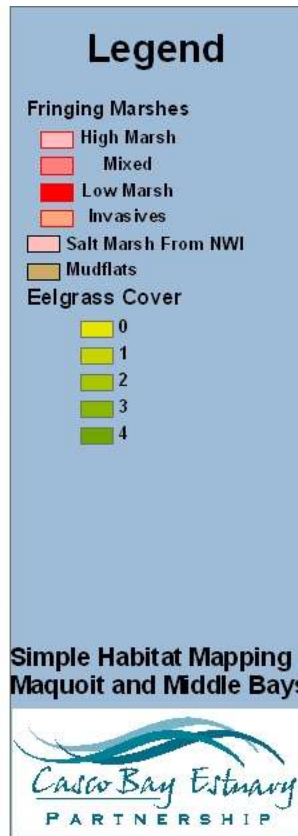 Legend
Fringing Marshes
High Marsh
Mixed
Low Marsh
Invasives
Salt Marsh From NWI
Mudflats
Eelgrass Cover
0
1
2
3
4
Simple Habitat Mapping
Maquoit and Middle Bays
Casco Bay Estuary
PARTNERSHIP